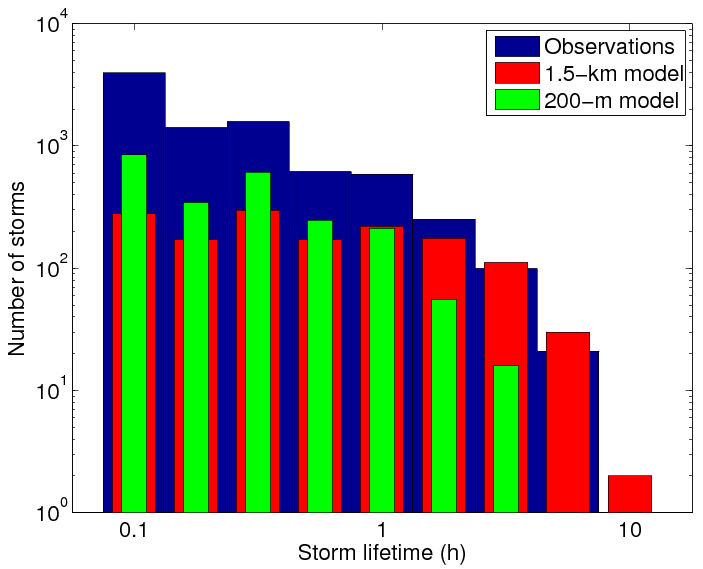 Observations
1.5−km model
200−m model
10^4
10^3
10^2
10^1
10^0
Number of storms
0.1 1 10
Storm lifetime (h)